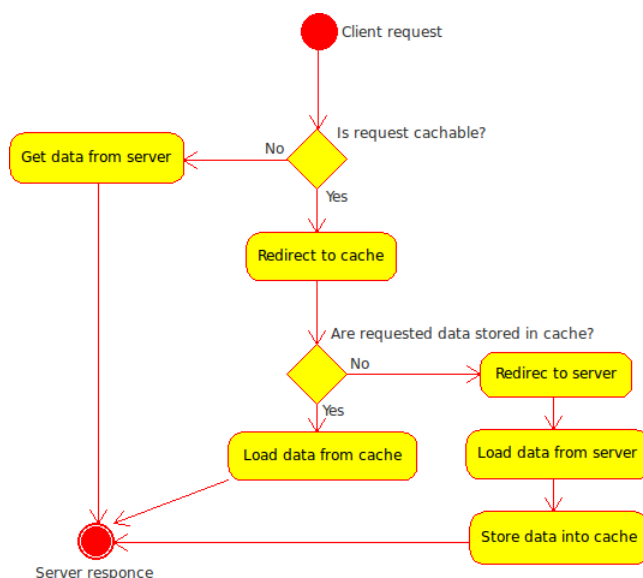 Client request
Is request cachable?
No
Get data from server
Yes
Redirect to cache
Are requested data stored in cache?
No
Redirec to server
Yes
Load data from cache
Load data from server
Store data into cache
Server responce